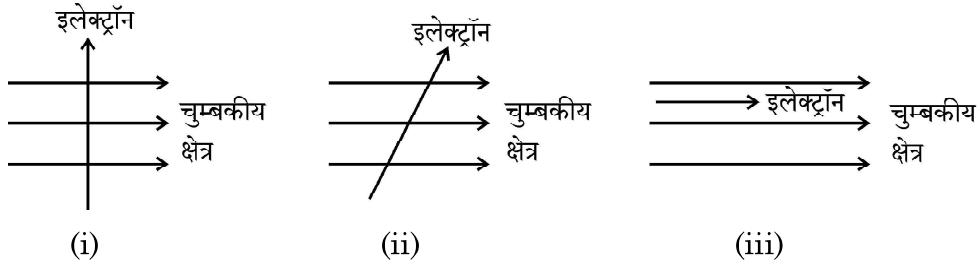 इलेक्ट्रॉन
चुम्बकीय
क्षेत्र
(i)
इलेक्ट्रॉन
चुम्बकीय
क्षेत्र
(ii)
इलेक्ट्रॉन
चुम्बकीय
क्षेत्र
(iii)